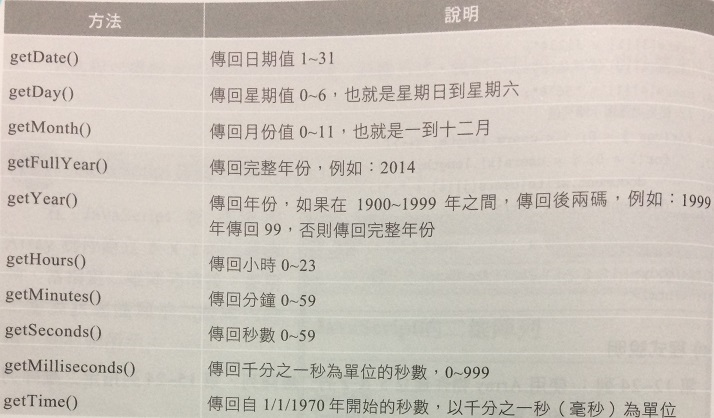 方法 說明
getDate() 傳回日期值 1~31
getDay() 傳回星期值 0~6，也就是星期日到星期六
getMonth() 傳回月份值 0~11，也就是一到十二月
getFullYear() 傳回完整年份，例如：2014
getYear() 傳回年份，如果在 1900~1999 年之間，傳回後兩碼，例如：1999
年傳回 99，否則傳回完整年份
getHours() 傳回小時 0~23
getMinutes() 傳回分鐘 0~59
getSeconds() 傳回秒數 0~59
getMilliseconds() 傳回千分之一秒為單位的秒數，0~999
getTime() 傳回自 1/1/1970 年開始的秒數，以千分之一秒（毫秒）為單位